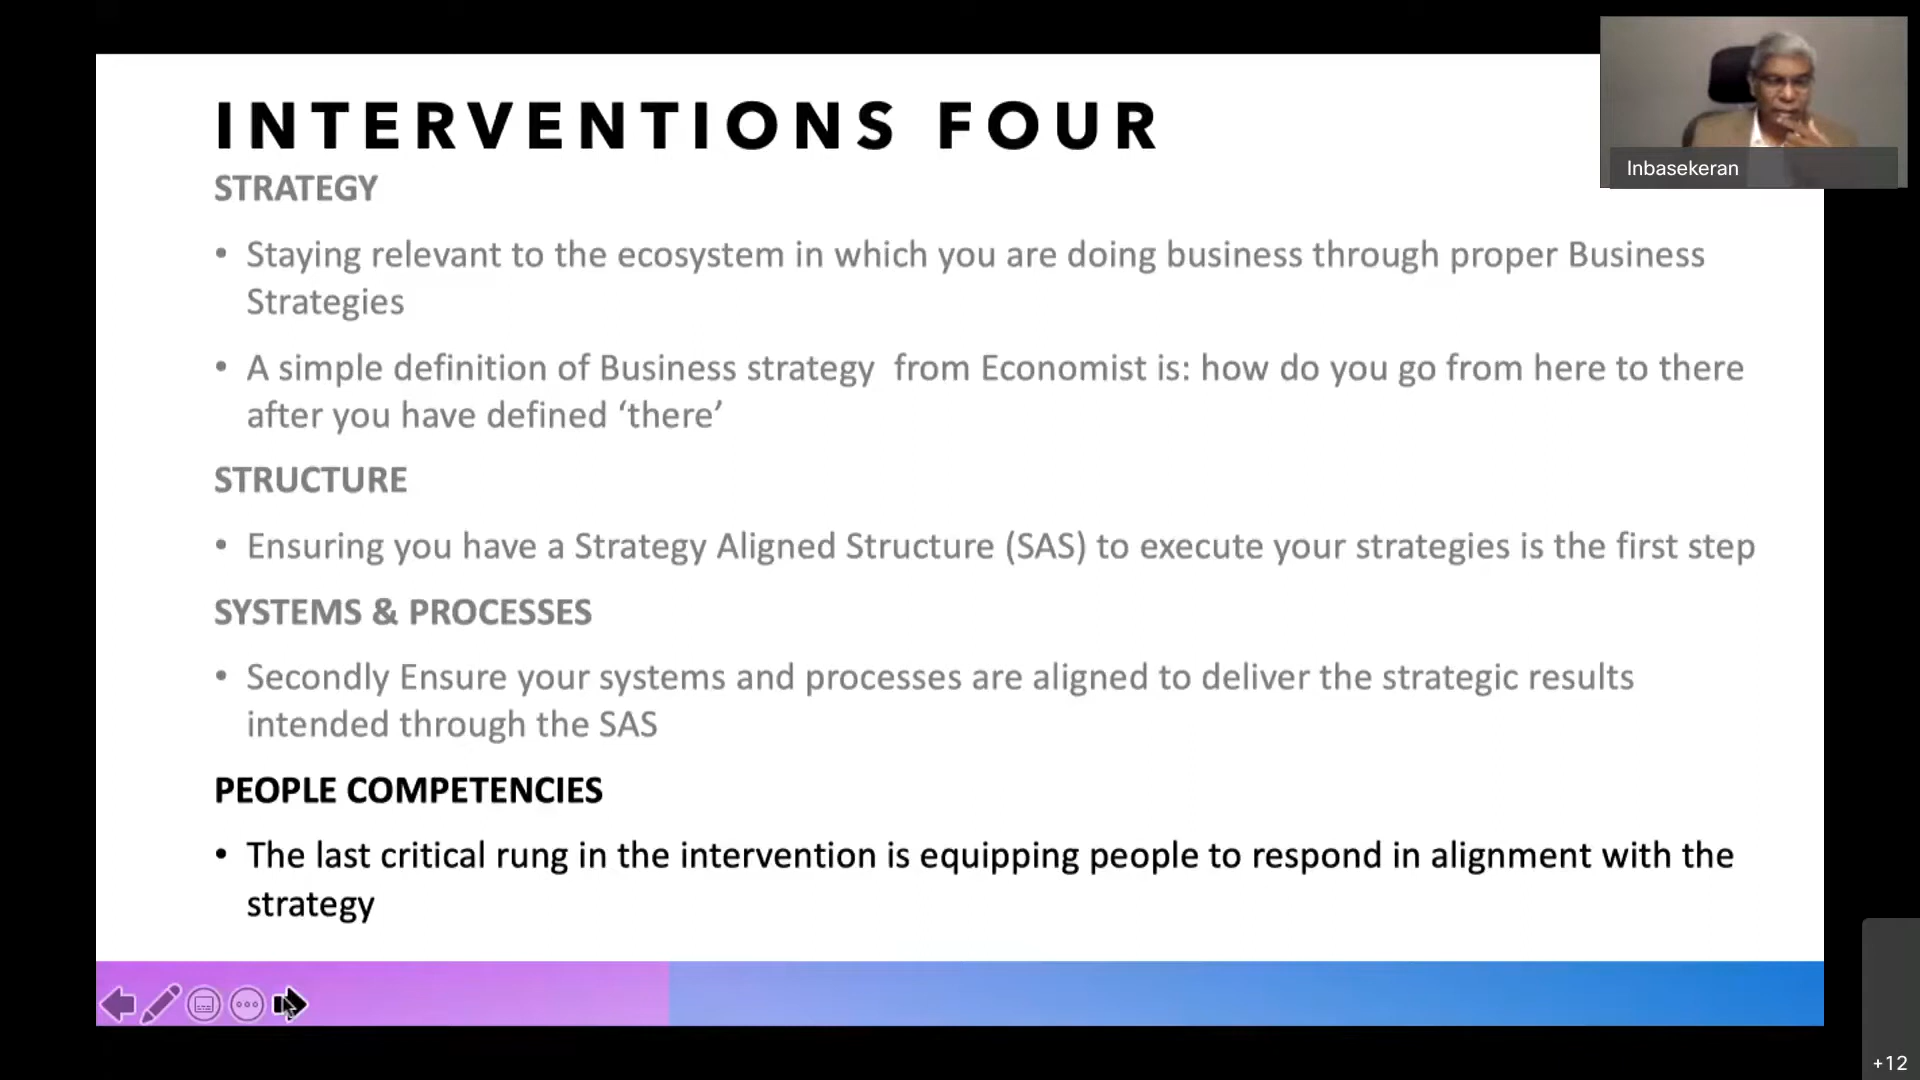 INTERVENTIONS FOUR
Inbasekeran
STRATEGY
• Staying relevant to the ecosystem in which you are doing business through proper Business
Strategies
• A simple definition of Business strategy  from Economist is: how do you go from here to there
after you have defined ‘there’
STRUCTURE
• Ensuring you have a Strategy Aligned Structure (SAS) to execute your strategies is the first step
SYSTEMS & PROCESSES
• Secondly Ensure your systems and processes are aligned to deliver the strategic results
intended through the SAS
PEOPLE COMPETENCIES
• The last critical rung in the intervention is equipping people to respond in alignment with the
strategy
+12